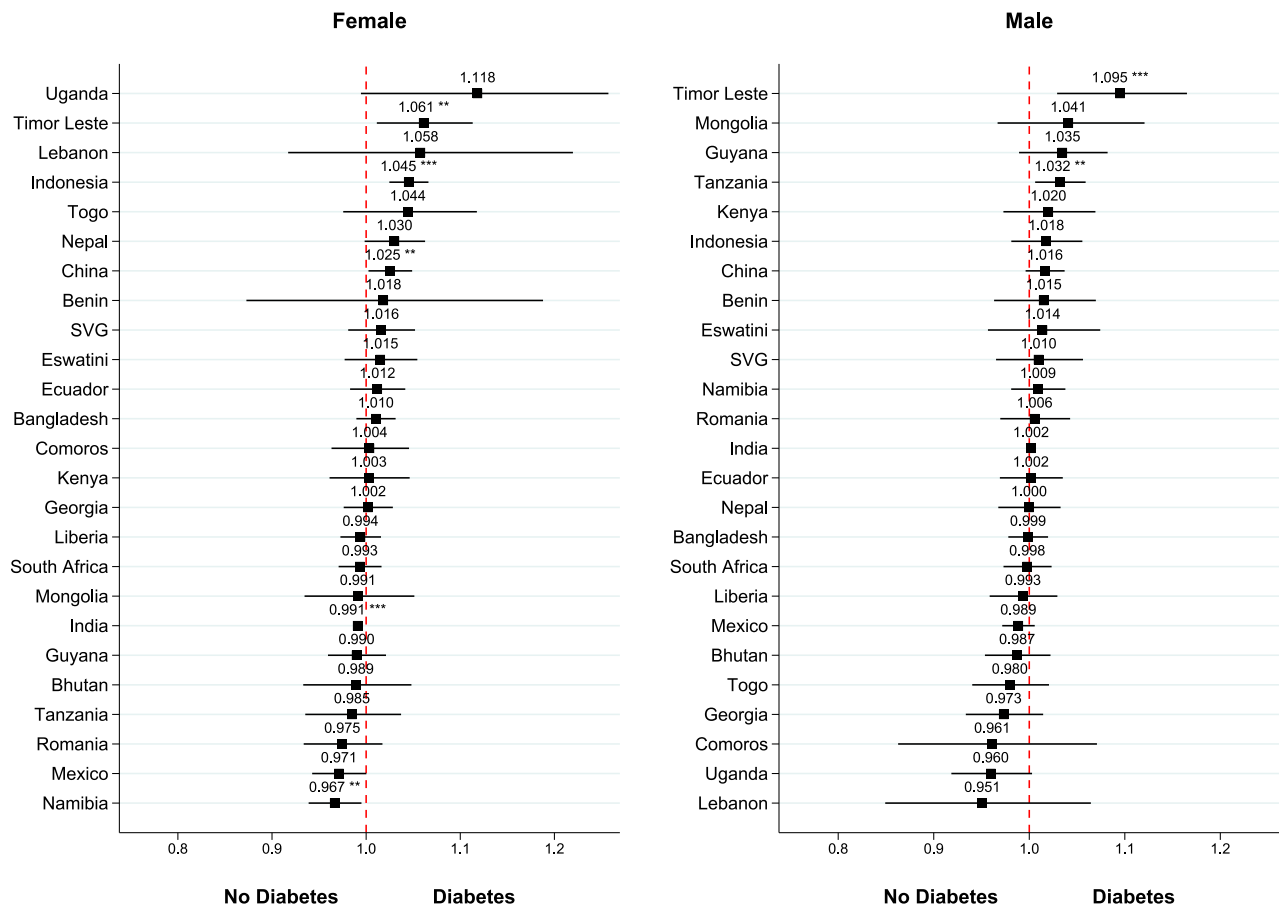 Female
1.118
Uganda
1.061 **
Timor Leste
1.058
Lebanon
1.045 ***
Indonesia
1.044
Togo
1.030
Nepal
1.025 **
China
1.018
Benin
1.016
SVG
1.015
Eswatini
1.012
Ecuador
1.010
Bangladesh
1.004
Comoros
1.003
Kenya
1.002
Georgia
0.994
Liberia
0.993
South Africa
0.991
Mongolia
0.991 ***
India
0.990
Guyana
0.989
Bhutan
0.985
Tanzania
0.975
Romania
0.971
Mexico
0.967 **
Namibia
0.8 0.9 1.0 1.1 1.2
No Diabetes Diabetes
Male
1.095 ***
Timor Leste
1.041
Mongolia
1.035
Guyana
1.032 **
Tanzania
1.020
Kenya
1.018
Indonesia
1.016
China
1.015
Benin
1.014
Eswatini
1.010
SVG
1.009
Namibia
1.006
Romania
1.002
India
1.002
Ecuador
1.000
Nepal
0.999
Bangladesh
0.998
South Africa
0.993
Liberia
0.989
Mexico
0.987
Bhutan
0.980
Togo
0.973
Georgia
0.961
Comoros
0.960
Uganda
0.951
Lebanon
0.8 0.9 1.0 1.1 1.2
No Diabetes Diabetes